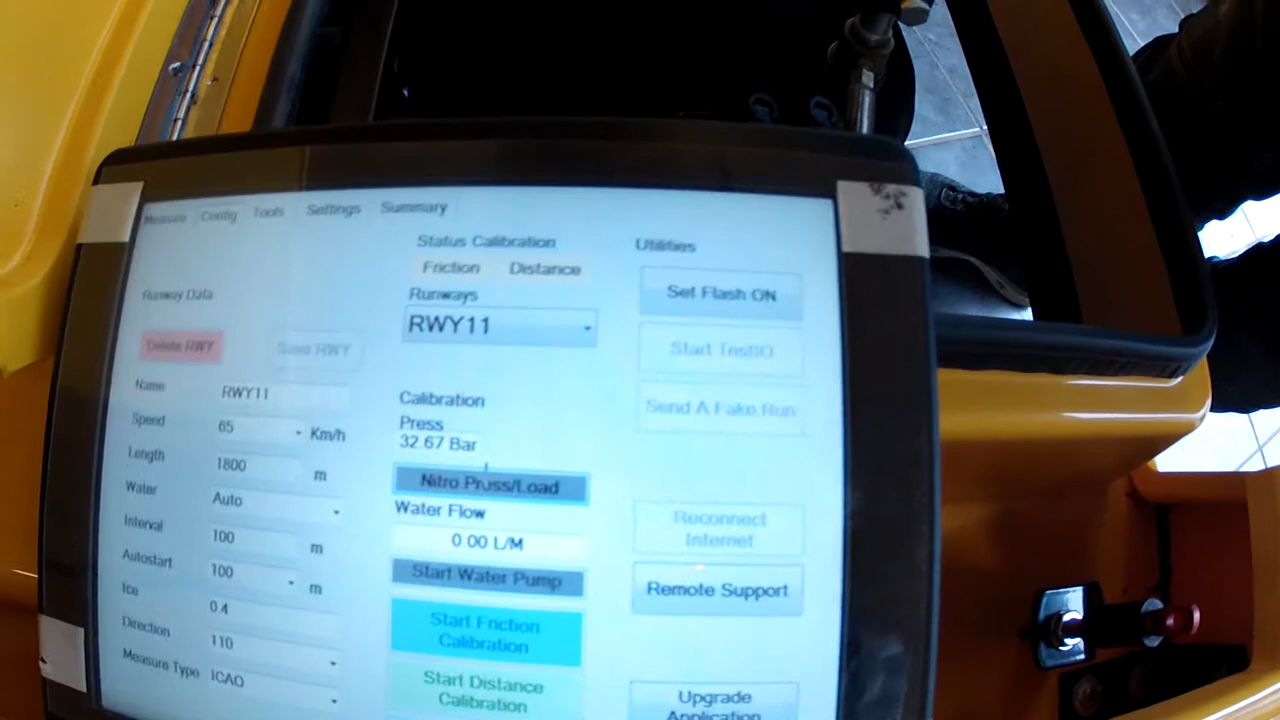 Measure Config Tools Settings Summary
Status Calibration
Friction Distance
Runways
RWY11
Utilities
Set Flash ON
Start TestIO
Send A Fake Run
Runway Data
Delete RWY Save RWY
Name RWY11
Speed 65 Km/h
Length 1800 m
Water Auto
Interval 100 m
Autostart 100 m
Ice 0.4
Direction 110
Measure Type ICAO
Calibration
Press
32.67 Bar
Nitro Pruss/Load
Water Flow
0.00 L/M
Start Water Pump
Start Friction
Calibration
Start Distance
Calibration
Reconnect
Internet
Remote Support
Upgrade
Application